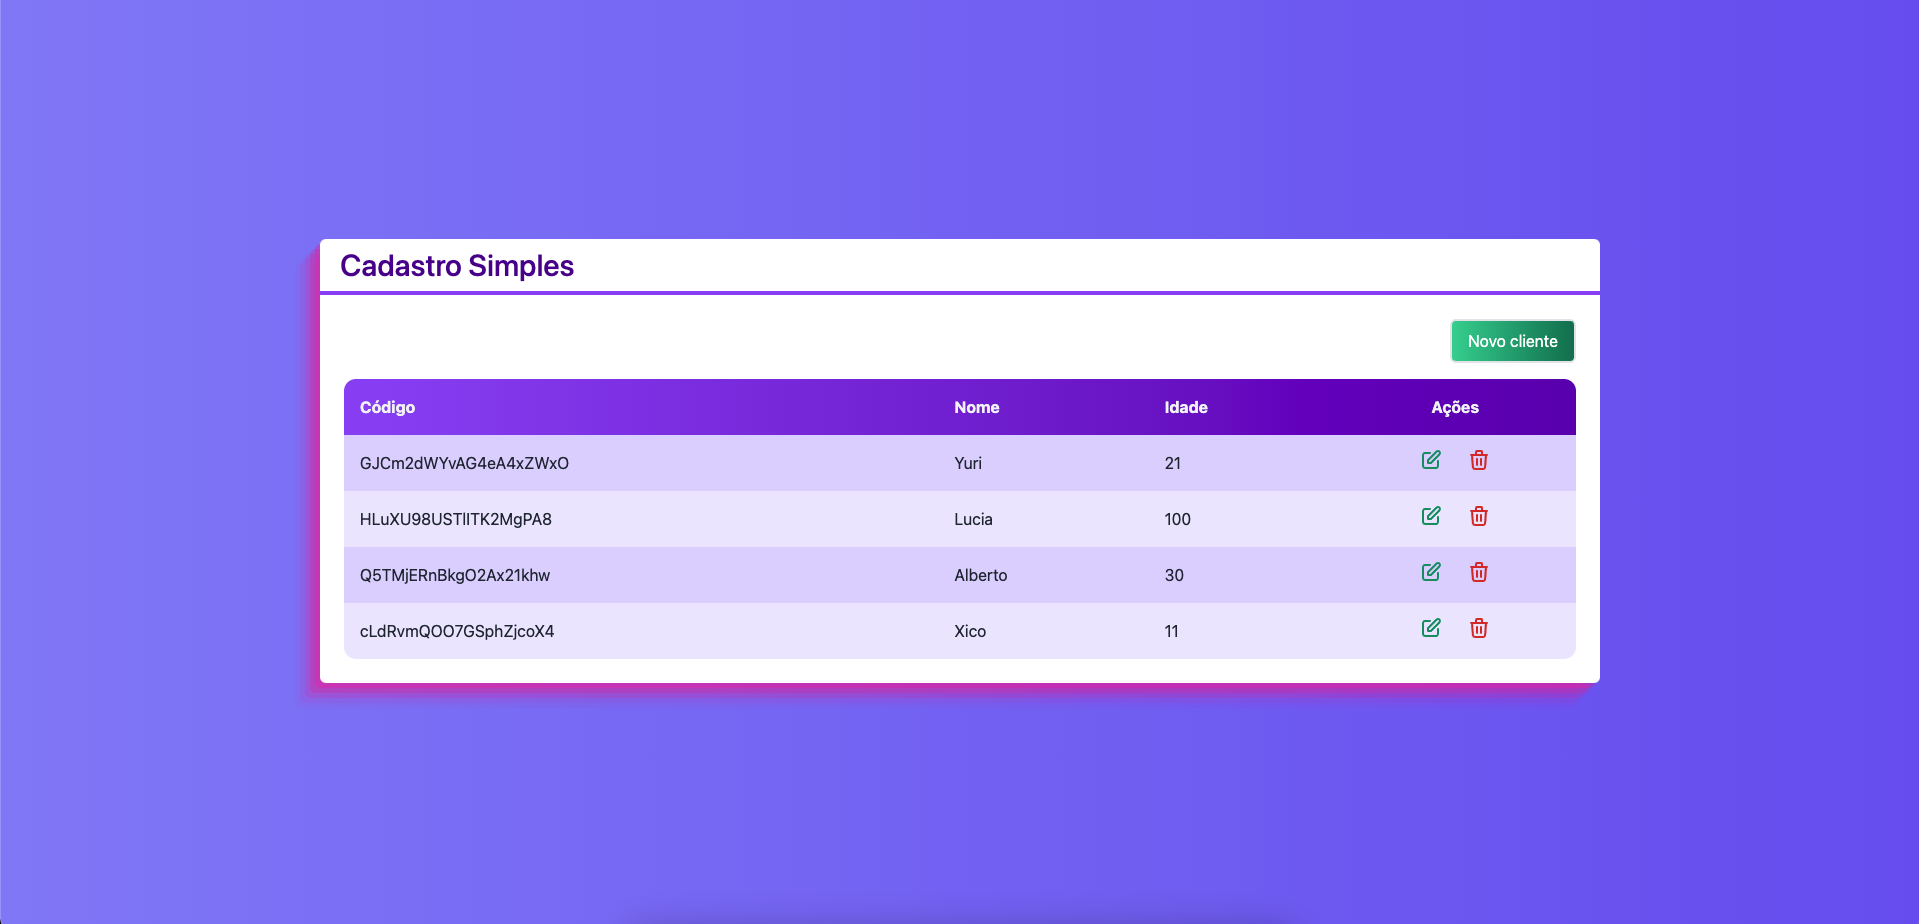 Cadastro Simples
Novo cliente
Código Nome Idade Ações
GJCm2dWYvAG4eA4xZWxO Yuri 21
HLuXU98USTlITK2MgPA8 Lucia 100
Q5TMjERnBkgO2Ax21khw Alberto 30
cLdRvmQOO7GSphZjcoX4 Xico 11